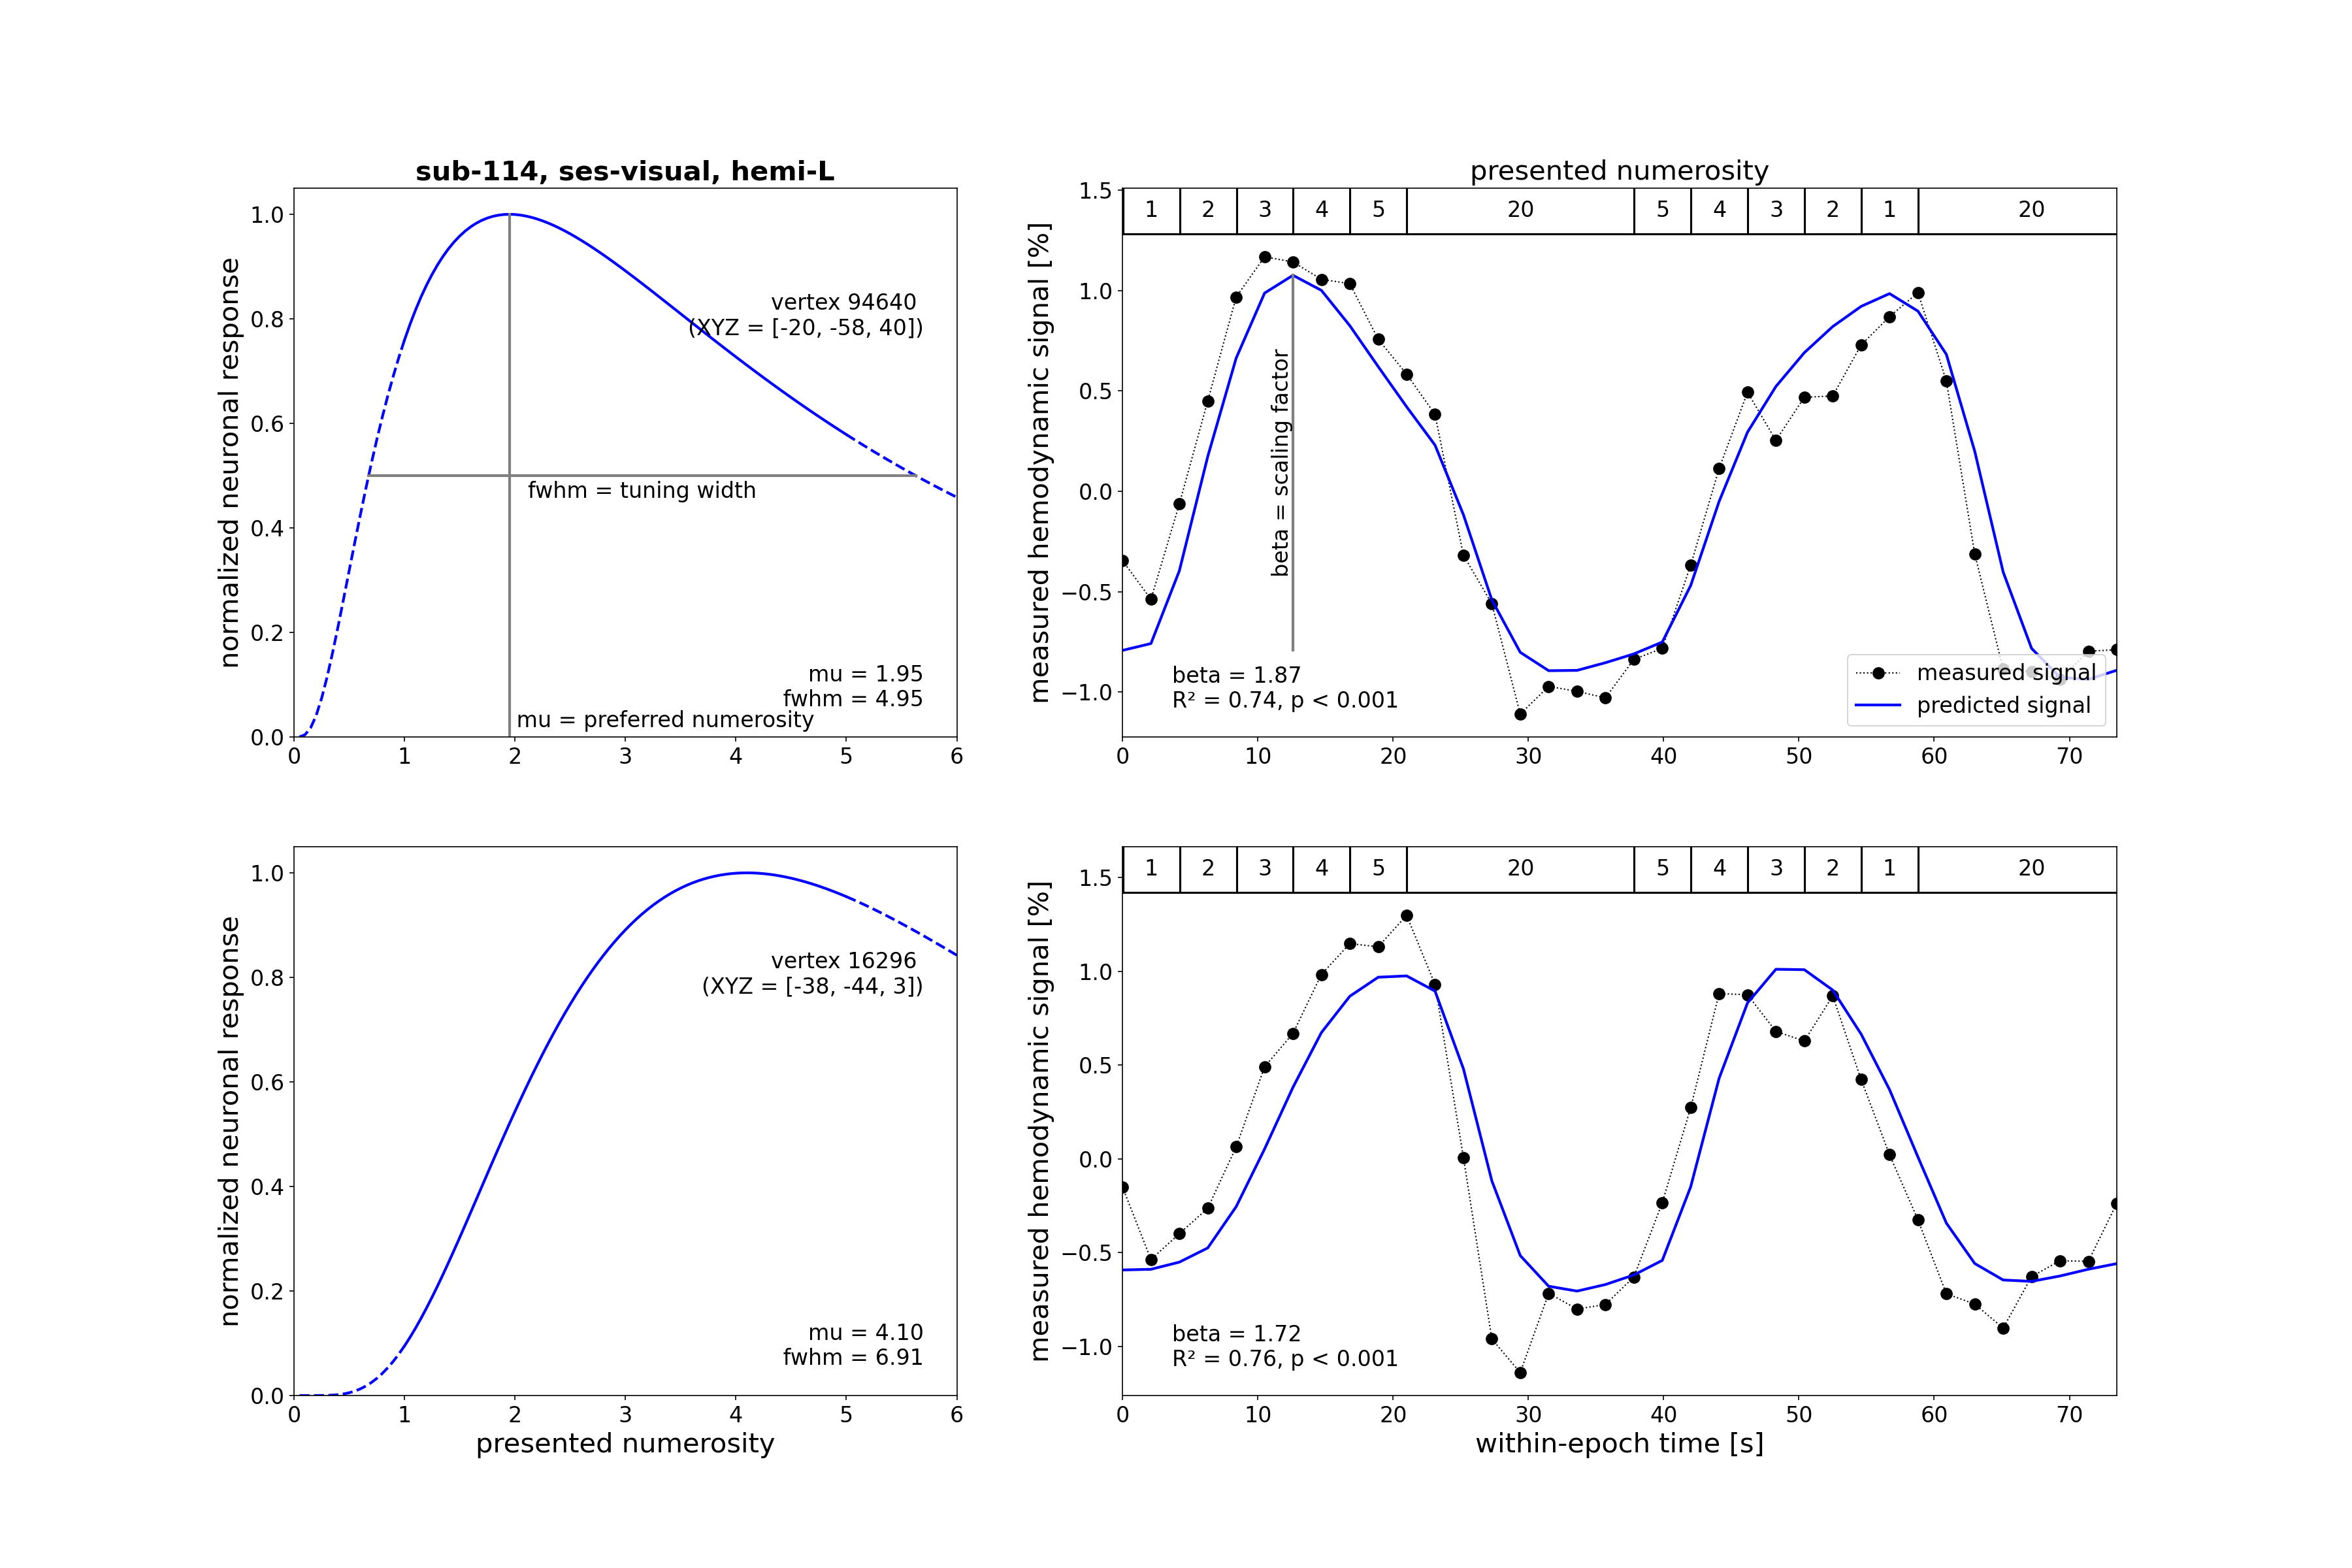 sub-114, ses-visual, hemi-L
normalized neuronal response
1.0
0.8
0.6
0.4
0.2
0.0
0 1 2 3 4 5 6
vertex 94640
(XYZ = [-20, -58, 40])
fwhm = tuning width
mu = 1.95
fwhm = 4.95
mu = preferred numerosity
presented numerosity
measured hemodynamic signal [%]
1.5
1.0
0.5
0.0
−0.5
−1.0
1 2 3 4 5 20 5 4 3 2 1 20
beta = scaling factor
beta = 1.87
R² = 0.74, p < 0.001
measured signal
predicted signal
0 10 20 30 40 50 60 70
normalized neuronal response
1.0
0.8
0.6
0.4
0.2
0.0
vertex 16296
(XYZ = [-38, -44, 3])
mu = 4.10
fwhm = 6.91
0 1 2 3 4 5 6
presented numerosity
measured hemodynamic signal [%]
1.5
1.0
0.5
0.0
−0.5
−1.0
1 2 3 4 5 20 5 4 3 2 1 20
beta = 1.72
R² = 0.76, p < 0.001
0 10 20 30 40 50 60 70
within-epoch time [s]